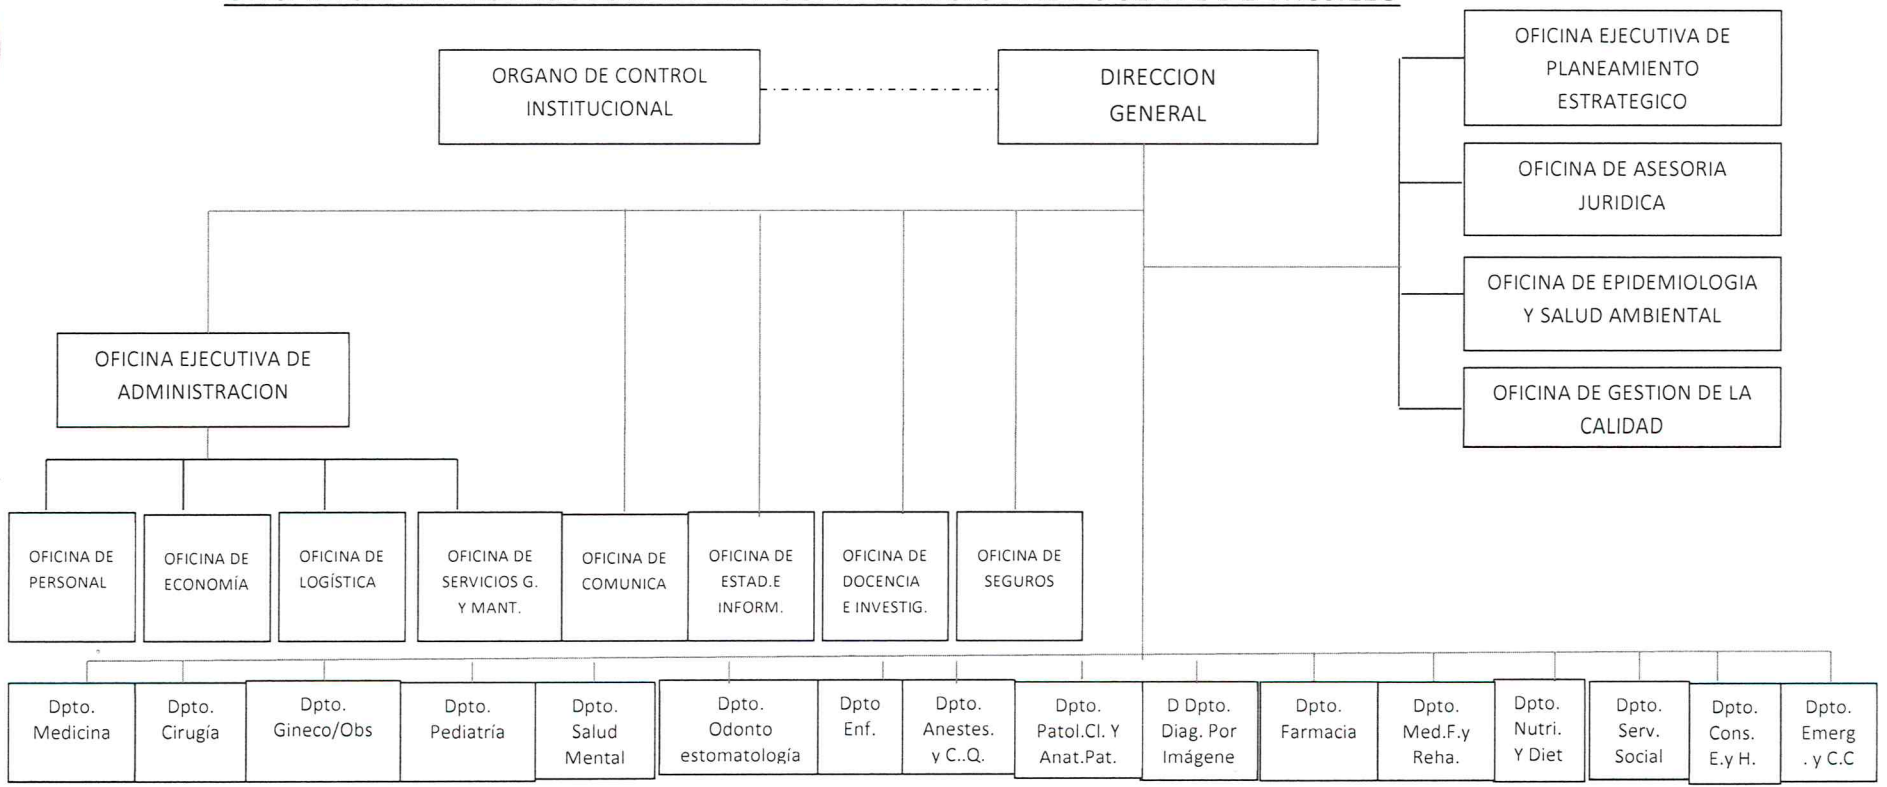 ORGANO DE CONTROL
INSTITUCIONAL
DIRECCION
GENERAL
OFICINA EJECUTIVA DE
PLANEAMIENTO
ESTRATEGICO
OFICINA DE ASESORIA
JURIDICA
OFICINA DE EPIDEMIOLOGIA
Y SALUD AMBIENTAL
OFICINA DE GESTION DE LA
CALIDAD
OFICINA EJECUTIVA DE
ADMINISTRACION
OFICINA DE
PERSONAL
OFICINA DE
ECONOMÍA
OFICINA DE
LOGÍSTICA
OFICINA DE
SERVICIOS G.
Y MANT.
OFICINA DE
COMUNICA
OFICINA DE
ESTAD.E
INFORM.
OFICINA DE
DOCENCIA
E INVESTIG.
OFICINA DE
SEGUROS
Dpto.
Medicina
Dpto.
Cirugía
Dpto.
Gineco/Obs
Dpto.
Pediatría
Dpto.
Salud
Mental
Dpto.
Odonto
estomatología
Dpto
Enf.
Dpto.
Anestes.
y C..Q.
Dpto.
Patol.Cl. Y
Anat.Pat.
D Dpto.
Diag. Por
Imágene
Dpto.
Farmacia
Dpto.
Med.F.y
Reha.
Dpto.
Nutri.
Y Diet
Dpto.
Serv.
Social
Dpto.
Cons.
E.y H.
Dpto.
Emerg
. y C.C